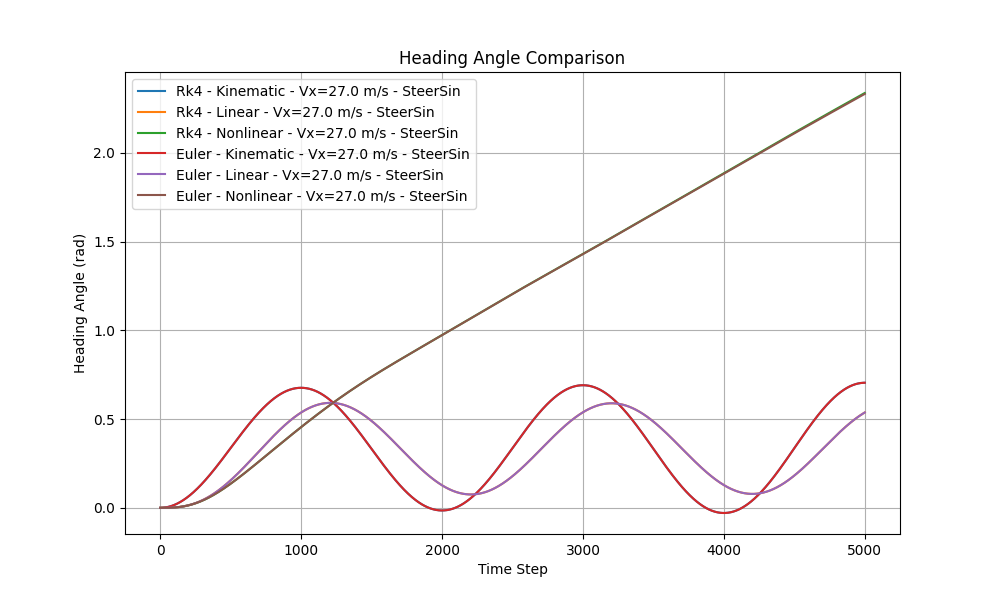 Heading Angle Comparison
Rk4 - Kinematic - Vx=27.0 m/s - SteerSin
Rk4 - Linear - Vx=27.0 m/s - SteerSin
Rk4 - Nonlinear - Vx=27.0 m/s - SteerSin
Euler - Kinematic - Vx=27.0 m/s - SteerSin
Euler - Linear - Vx=27.0 m/s - SteerSin
Euler - Nonlinear - Vx=27.0 m/s - SteerSin
Heading Angle (rad)
2.0
1.5
1.0
0.5
0.0
0 1000 2000 3000 4000 5000
Time Step